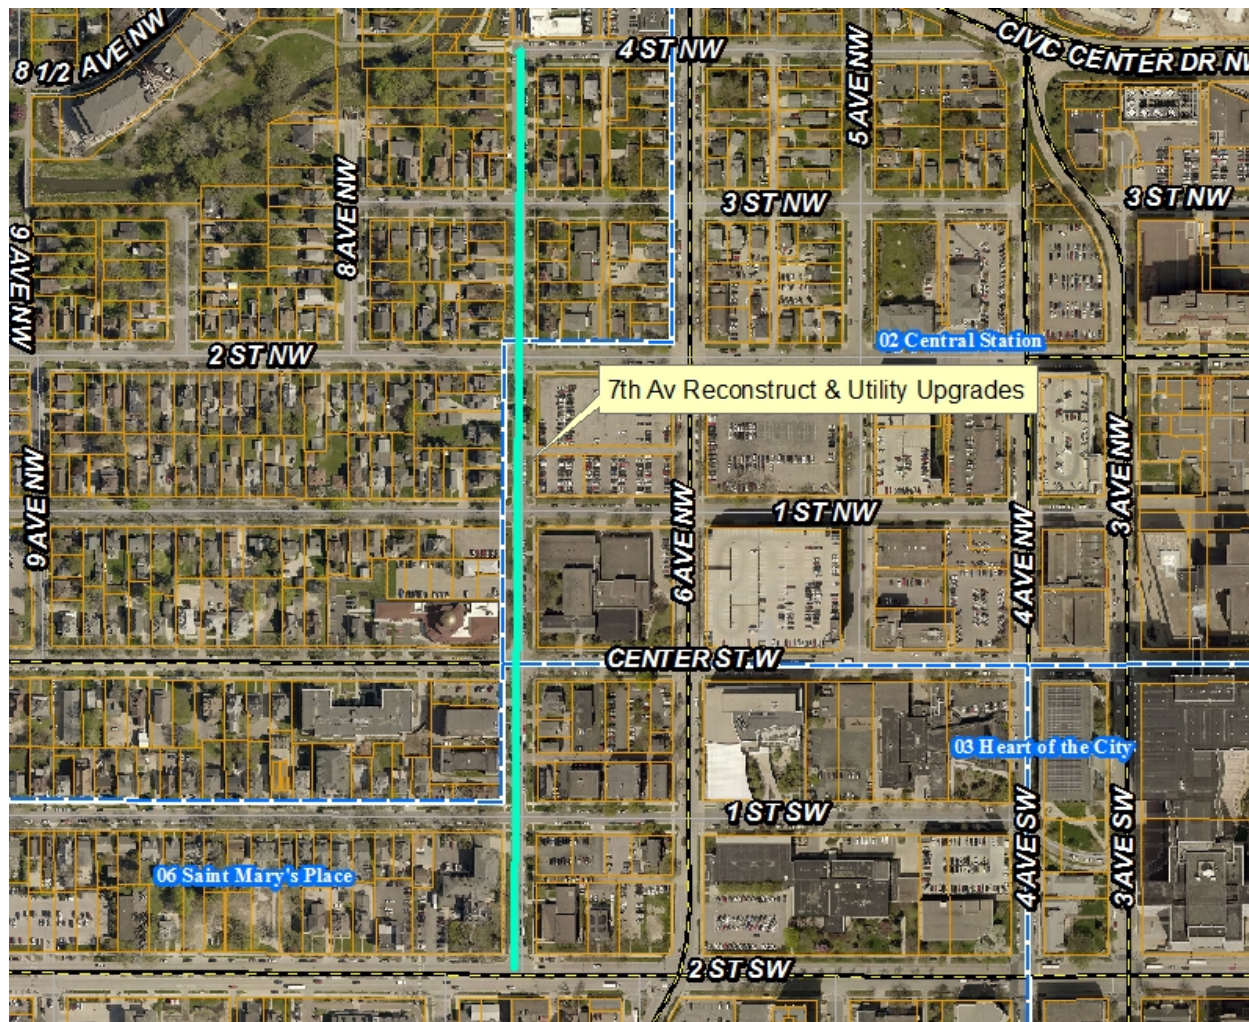 8 1/2 AVE NW
4 ST NW
5 AVE NW
CIVIC CENTER DR NW
8 AVE NW
3 ST NW
3 ST NW
9 AVE NW
2 ST NW
02 Central Station
7th Av Reconstruct & Utility Upgrades
9 AVE NW
6 AVE NW
1 ST NW
4 AVE NW
3 AVE NW
CENTER ST W
03 Heart of the City
1 ST SW
4 AVE SW
3 AVE SW
06 Saint Mary's Place
2 ST SW